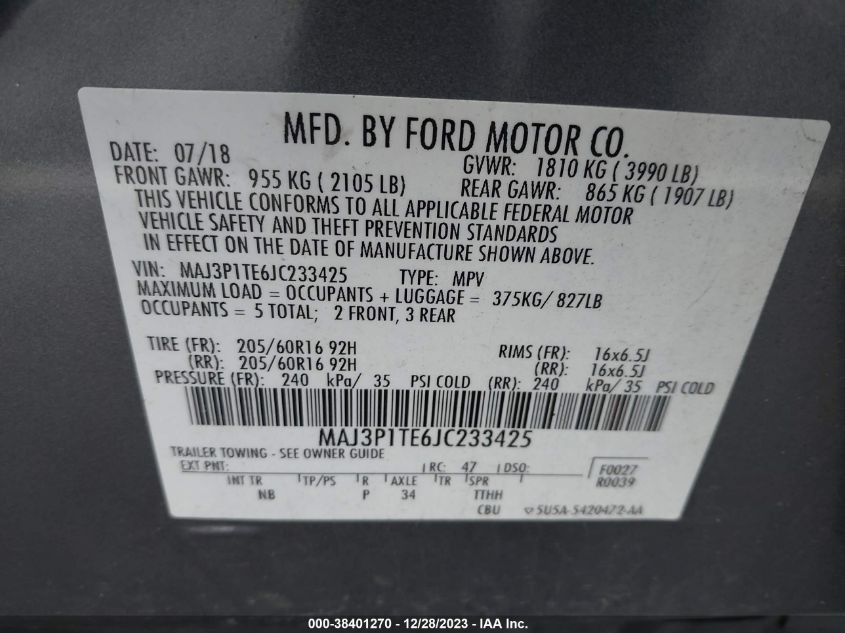 MFD. BY FORD MOTOR CO.
DATE: 07/18 GVWR: 1810 KG ( 3990 LB)
FRONT GAWR: 955 KG ( 2105 LB) REAR GAWR: 865 KG ( 1907 LB)
THIS VEHICLE CONFORMS TO ALL APPLICABLE FEDERAL MOTOR
VEHICLE SAFETY AND THEFT PREVENTION STANDARDS
IN EFFECT ON THE DATE OF MANUFACTURE SHOWN ABOVE.
VIN: MAJ3P1TE6JC233425 TYPE: MPV
MAXIMUM LOAD = OCCUPANTS + LUGGAGE = 375KG/ 827LB
OCCUPANTS = 5 TOTAL; 2 FRONT, 3 REAR
TIRE (FR): 205/60R16 92H RIMS (FR): 16x6.5J
(RR): 205/60R16 92H (RR): 16x6.5J
PRESSURE (FR): 240 kPa/ 35 PSI COLD (RR): 240 kPa/ 35 PSI COLD
MAJ3P1TE6JC233425
TRAILER TOWING - SEE OWNER GUIDE
EXT PNT: RC: 47 DSO: F0027
R0039
INT TR TP/PS R AXLE TR SPR
NB P 34 TTHH
CBU 5U5A-5420472-AA
000-38401270 - 12/28/2023 - IAA Inc.